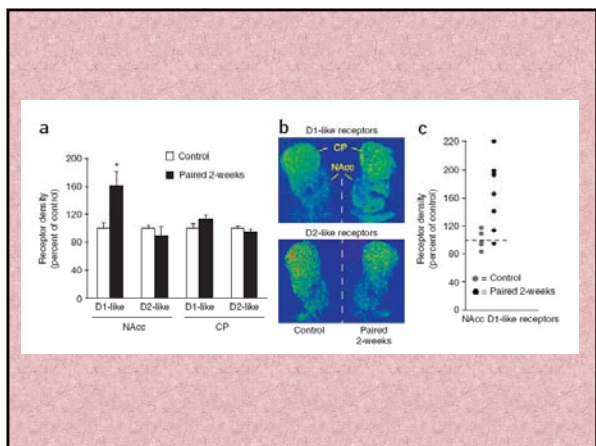 a
Receptor density
(percent of control)
200
160
120
80
40
0
*
Control
Paired 2-weeks
D1-like
D2-like
D1-like
D2-like
NAcc
CP
b
D1-like receptors
CP
NAcc
D2-like receptors
Control
Paired
2-weeks
c
Receptor density
(percent of control)
220
200
160
120
80
40
0
= Control
= Paired 2-weeks
NAcc D1-like receptors